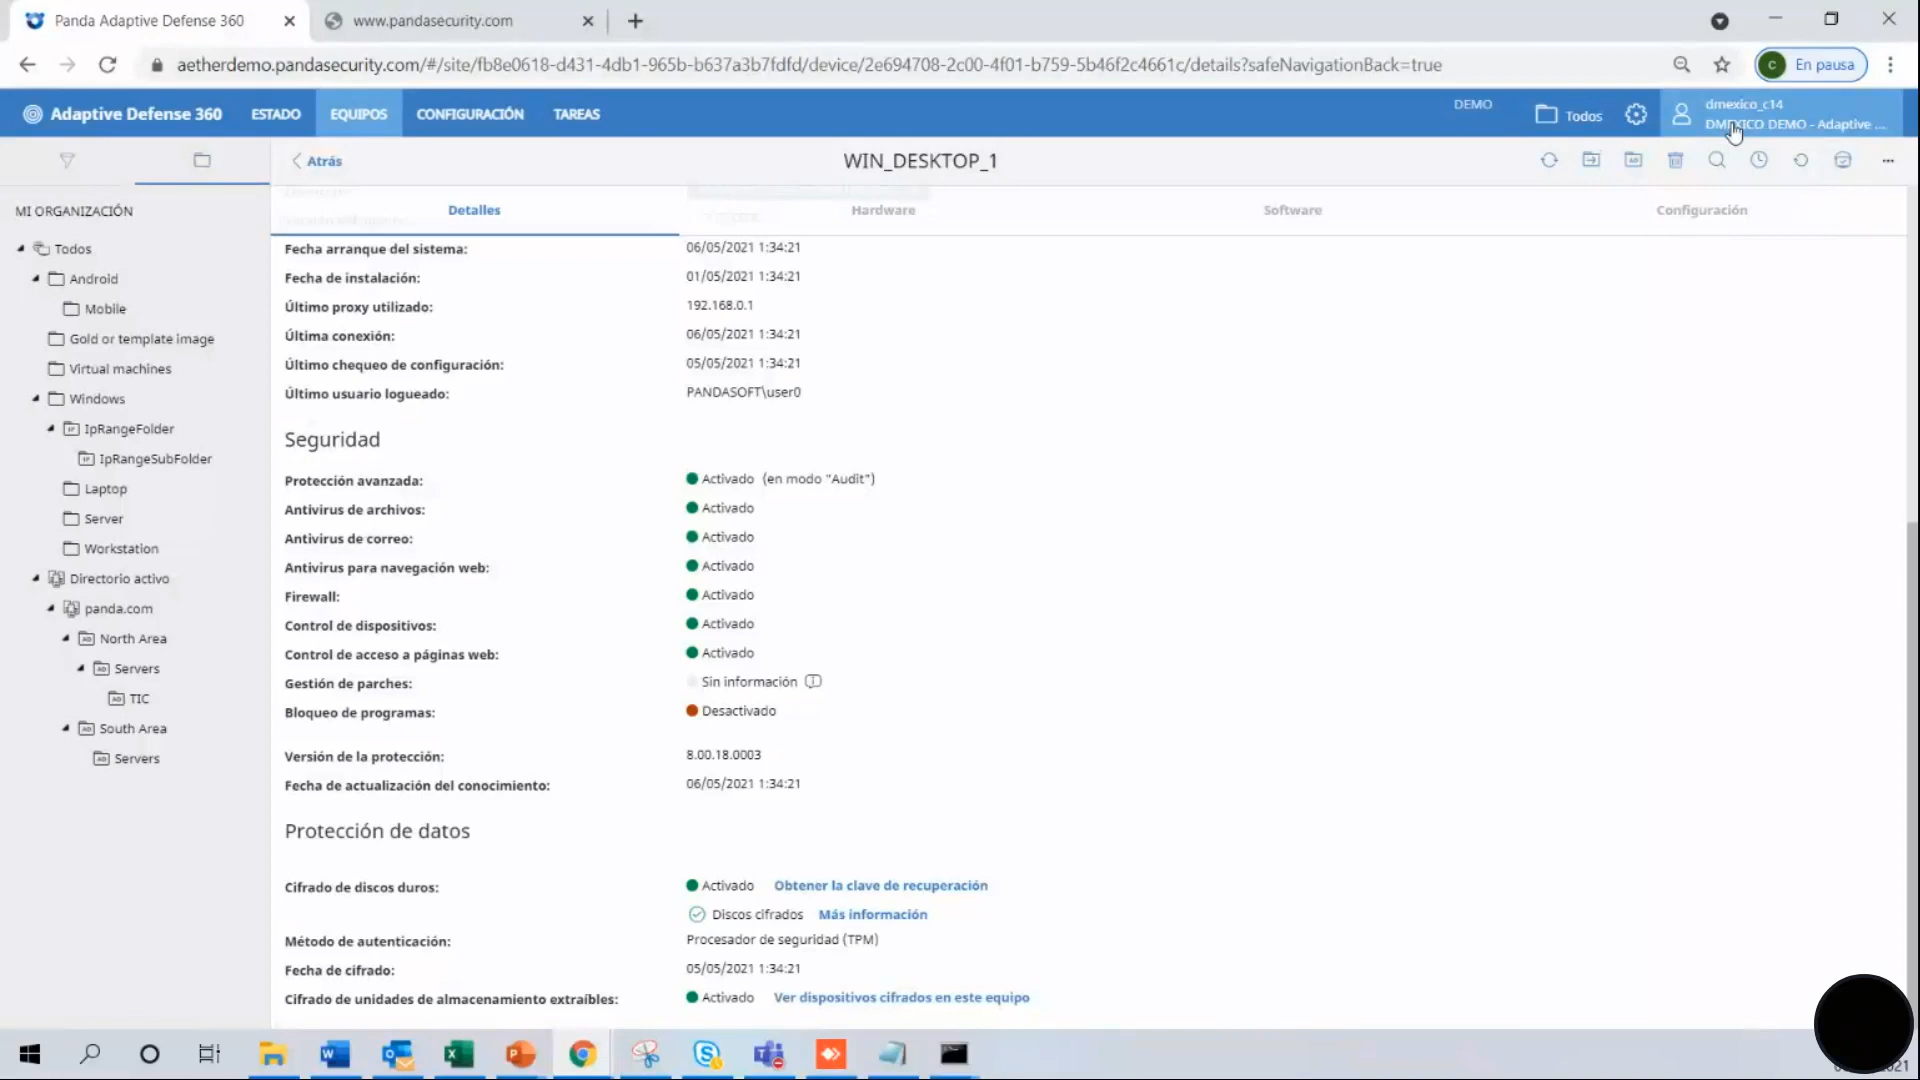 Panda Adaptive Defense 360
www.pandasecurity.com
aetherdemo.pandasecurity.com/#/site/fb8e0618-d431-4db1-965b-b637a3b7fdfd/device/2e694708-2c00-4f01-b759-5b46f2c4661c/details?safeNavigationBack=true
C En pausa
Adaptive Defense 360 ESTADO EQUIPOS CONFIGURACIÓN TAREAS DEMO Todos
dmexico_c14
DMEXICO DEMO - Adaptive ...
Atrás WIN_DESKTOP_1
MI ORGANIZACIÓN
Todos
Android
Mobile
Gold or template image
Virtual machines
Windows
IpRangeFolder
IpRangeSubFolder
Laptop
Server
Workstation
Directorio activo
panda.com
North Area
Servers
TIC
South Area
Servers
Detalles Hardware Software Configuración
Fecha arranque del sistema: 06/05/2021 1:34:21
Fecha de instalación: 01/05/2021 1:34:21
Último proxy utilizado: 192.168.0.1
Última conexión: 06/05/2021 1:34:21
Último chequeo de configuración: 05/05/2021 1:34:21
Último usuario logueado: PANDASOFT\user0
Seguridad
Protección avanzada: Activado (en modo "Audit")
Antivirus de archivos: Activado
Antivirus de correo: Activado
Antivirus para navegación web: Activado
Firewall: Activado
Control de dispositivos: Activado
Control de acceso a páginas web: Activado
Gestión de parches: Sin información
Bloqueo de programas: Desactivado
Versión de la protección: 8.00.18.0003
Fecha de actualización del conocimiento: 06/05/2021 1:34:21
Protección de datos
Cifrado de discos duros: Activado Obtener la clave de recuperación
Discos cifrados Más información
Método de autenticación: Procesador de seguridad (TPM)
Fecha de cifrado: 05/05/2021 1:34:21
Cifrado de unidades de almacenamiento extraíbles: Activado Ver dispositivos cifrados en este equipo